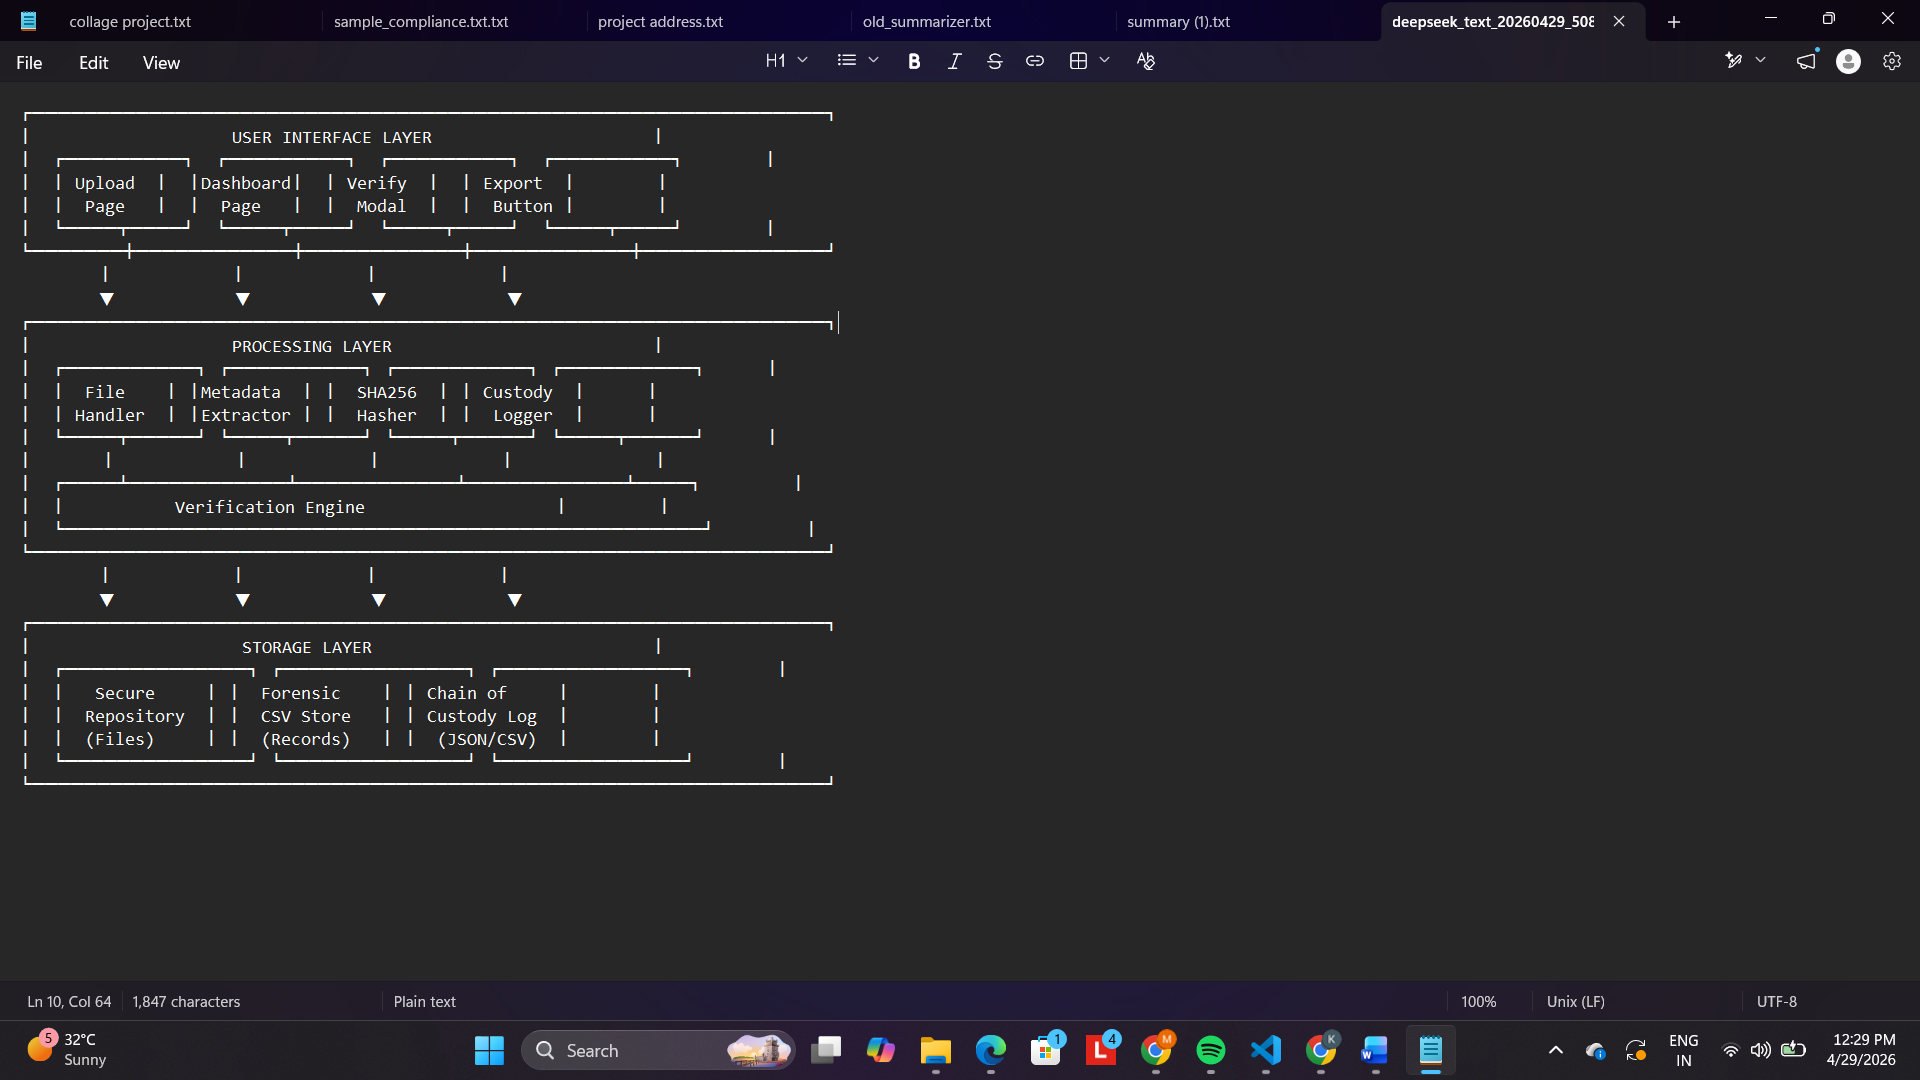 collage project.txt
sample_compliance.txt.txt
project address.txt
old_summarizer.txt
summary (1).txt
deepseek_text_20260429_508
File
Edit
View
H1
USER INTERFACE LAYER
Upload Dashboard Verify Export
Page Page Modal Button
PROCESSING LAYER
File Metadata SHA256 Custody
Handler Extractor Hasher Logger
Verification Engine
STORAGE LAYER
Secure Forensic Chain of
Repository CSV Store Custody Log
(Files) (Records) (JSON/CSV)
Ln 10, Col 64
1,847 characters
Plain text
100%
Unix (LF)
UTF-8
5
32°C
Sunny
Search
1
4
M
K
ENG
IN
12:29 PM
4/29/2026